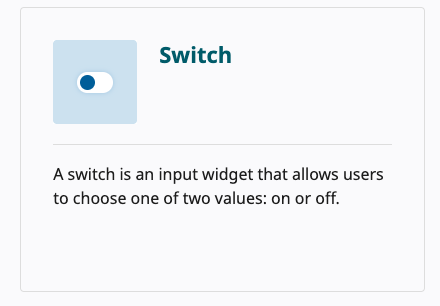 Switch
A switch is an input widget that allows users
to choose one of two values: on or off.